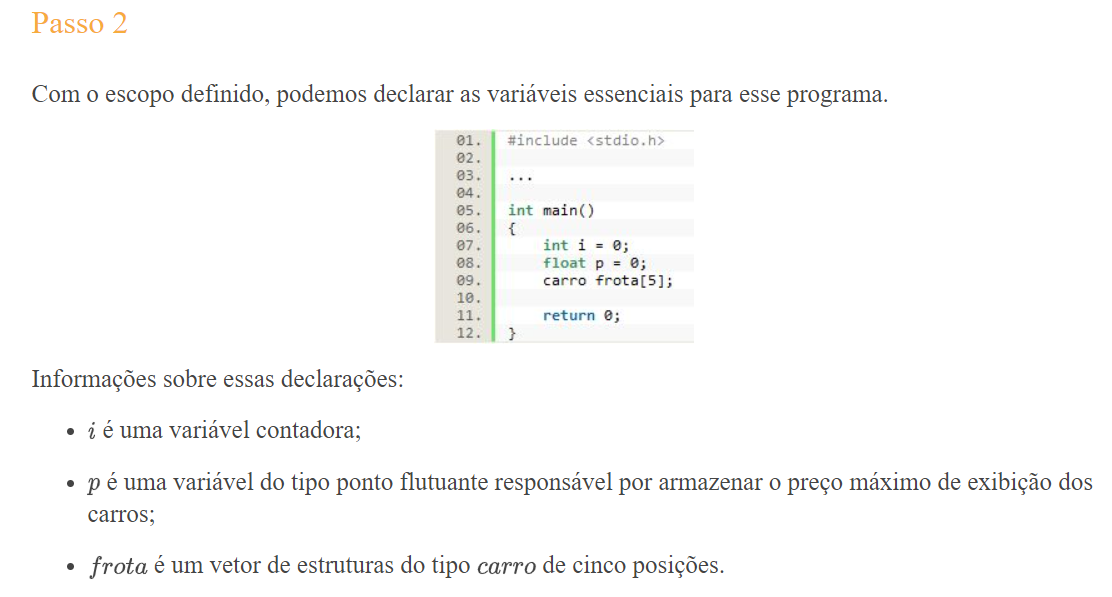 Passo 2
Com o escopo definido, podemos declarar as variáveis essenciais para esse programa.
01. #include <stdio.h>
02.
03. ...
04.
05. int main()
06. {
07.     int i = 0;
08.     float p = 0;
09.     carro frota[5];
10.
11.     return 0;
12. }
Informações sobre essas declarações:
• i é uma variável contadora;
• p é uma variável do tipo ponto flutuante responsável por armazenar o preço máximo de exibição dos
carros;
• frota é um vetor de estruturas do tipo carro de cinco posições.